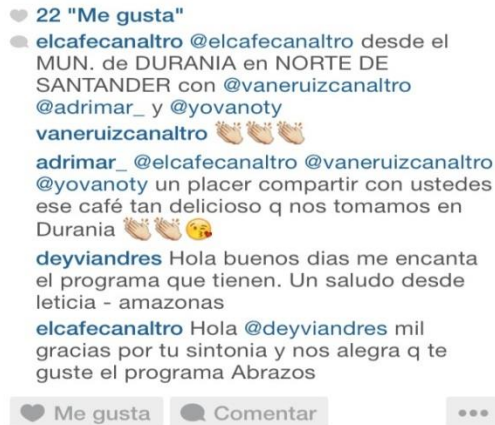 22 "Me gusta"
elcafecanaltro @elcafecanaltro desde el
MUN. de DURANIA en NORTE DE
SANTANDER con @vaneruizcanaltro
@adrimar_ y @yovanoty
vaneruizcanaltro 👏👏👏
adrimar_ @elcafecanaltro @vaneruizcanaltro
@yovanoty un placer compartir con ustedes
ese café tan delicioso q nos tomamos en
Durania 👏👏😘
deyviandres Hola buenos dias me encanta
el programa que tienen. Un saludo desde
leticia - amazonas
elcafecanaltro Hola @deyviandres mil
gracias por tu sintonia y nos alegra q te
guste el programa Abrazos
Me gusta Comentar